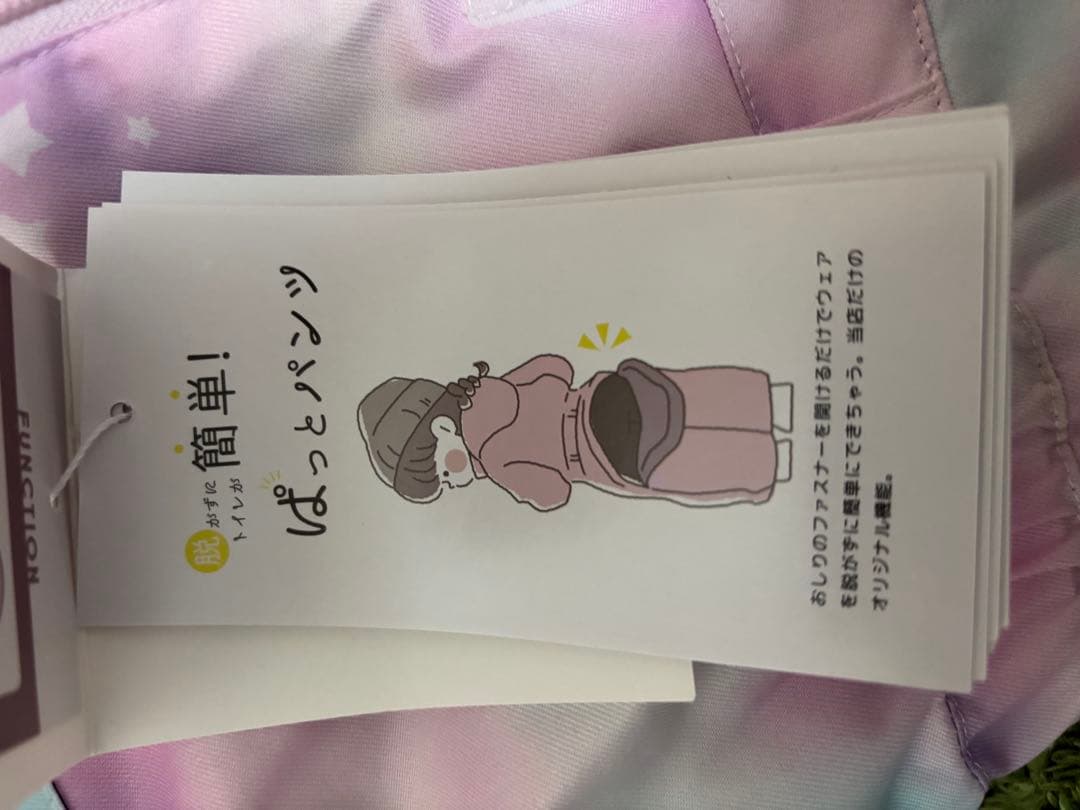 FUNCTION
脱がずに
トイレが
簡単!
ぱっとパンツ
おしりのファスナーを開けるだけでウェア
を脱がずに簡単にできちゃう。当店だけの
オリジナル機能。